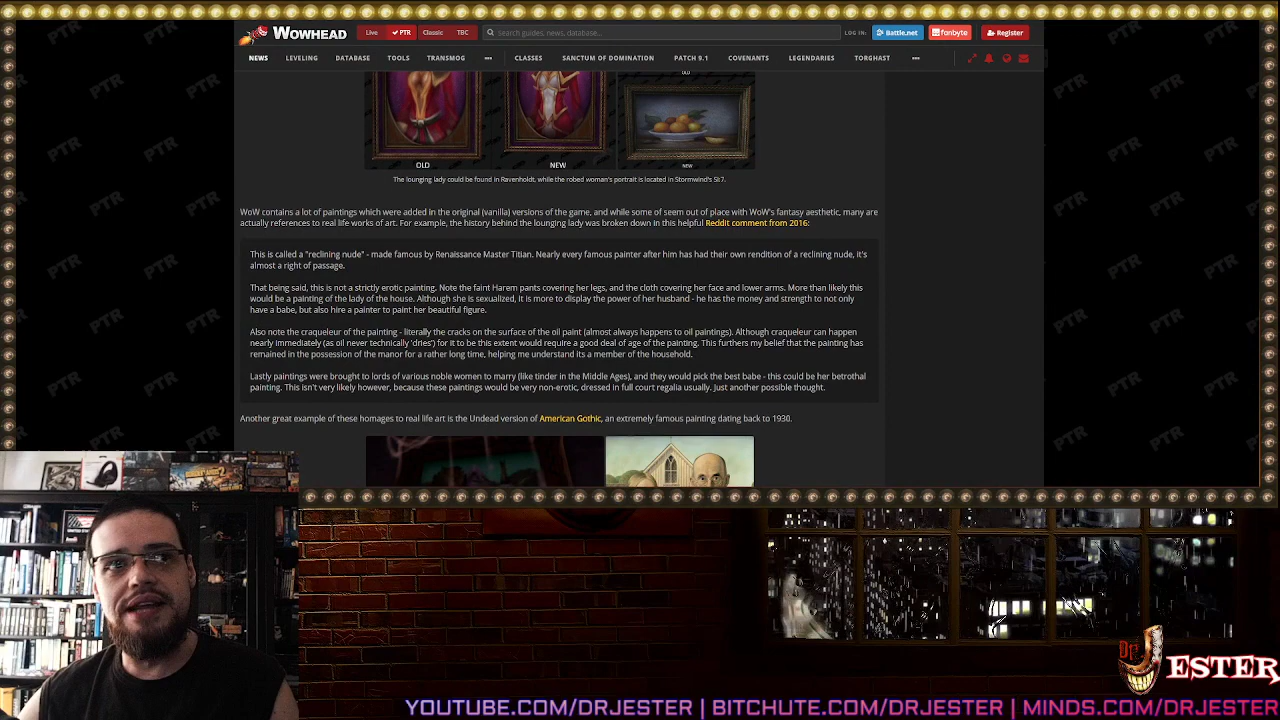 WOWHEAD
Live PTR Classic TBC
Search guides, news, database...
LOG IN: Battle.net fanbyte Register
NEWS LEVELING DATABASE TOOLS TRANSMOG CLASSES SANCTUM OF DOMINATION PATCH 9.1 COVENANTS LEGENDARIES TORGHAST
OLD
OLD NEW NEW
The lounging lady could be found in Ravenholdt, while the robed woman's portrait is located in Stormwind's SI:7.
WoW contains a lot of paintings which were added in the original (vanilla) versions of the game, and while some of seem out of place with WoW's fantasy aesthetic, many are
actually references to real life works of art. For example, the history behind the lounging lady was broken down in this helpful Reddit comment from 2016:
This is called a "reclining nude" - made famous by Renaissance Master Titian. Nearly every famous painter after him has had their own rendition of a reclining nude, it's
almost a right of passage.
That being said, this is not a strictly erotic painting. Note the faint Harem pants covering her legs, and the cloth covering her face and lower arms. More than likely this
would be a painting of the lady of the house. Although she is sexualized, it is more to display the power of her husband - he has the money and strength to not only
have a babe, but also hire a painter to paint her beautiful figure.
Also note the craqueleur of the painting - literally the cracks on the surface of the oil paint (almost always happens to oil paintings). Although craqueleur can happen
nearly immediately (as oil never technically 'dries') for it to be this extent would require a good deal of age of the painting. This furthers my belief that the painting has
remained in the possession of the manor for a rather long time, helping me understand its a member of the household.
Lastly paintings were brought to lords of various noble women to marry (like tinder in the Middle Ages), and they would pick the best babe - this could be her betrothal
painting. This isn't very likely however, because these paintings would be very non-erotic, dressed in full court regalia usually. Just another possible thought.
Another great example of these homages to real life art is the Undead version of American Gothic, an extremely famous painting dating back to 1930.
PTR
Dr. JESTER
YOUTUBE.COM/DRJESTER | BITCHUTE.COM/DRJESTER | MINDS.COM/DRJESTER